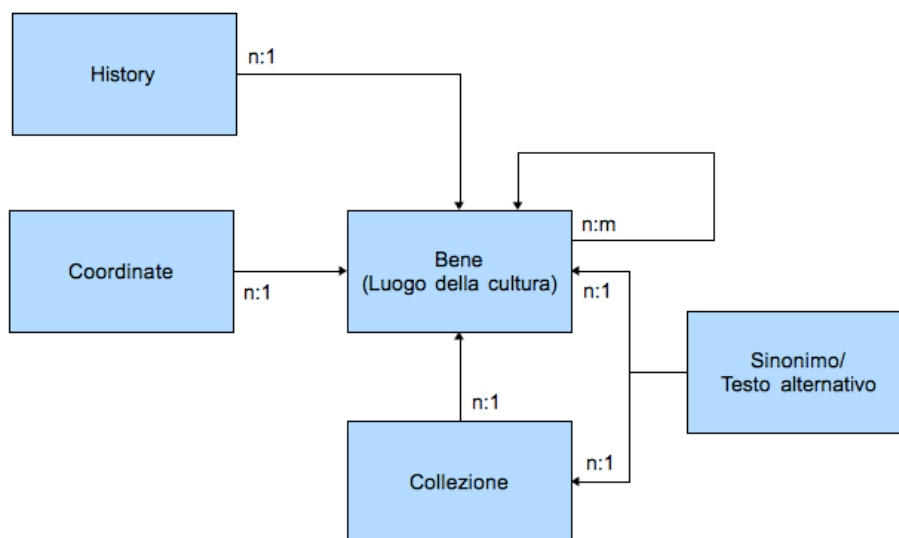 n:1
History
n:m
Coordinate
n:1
Bene
(Luogo della cultura)
n:1
Sinonimo/
Testo alternativo
n:1
n:1
Collezione